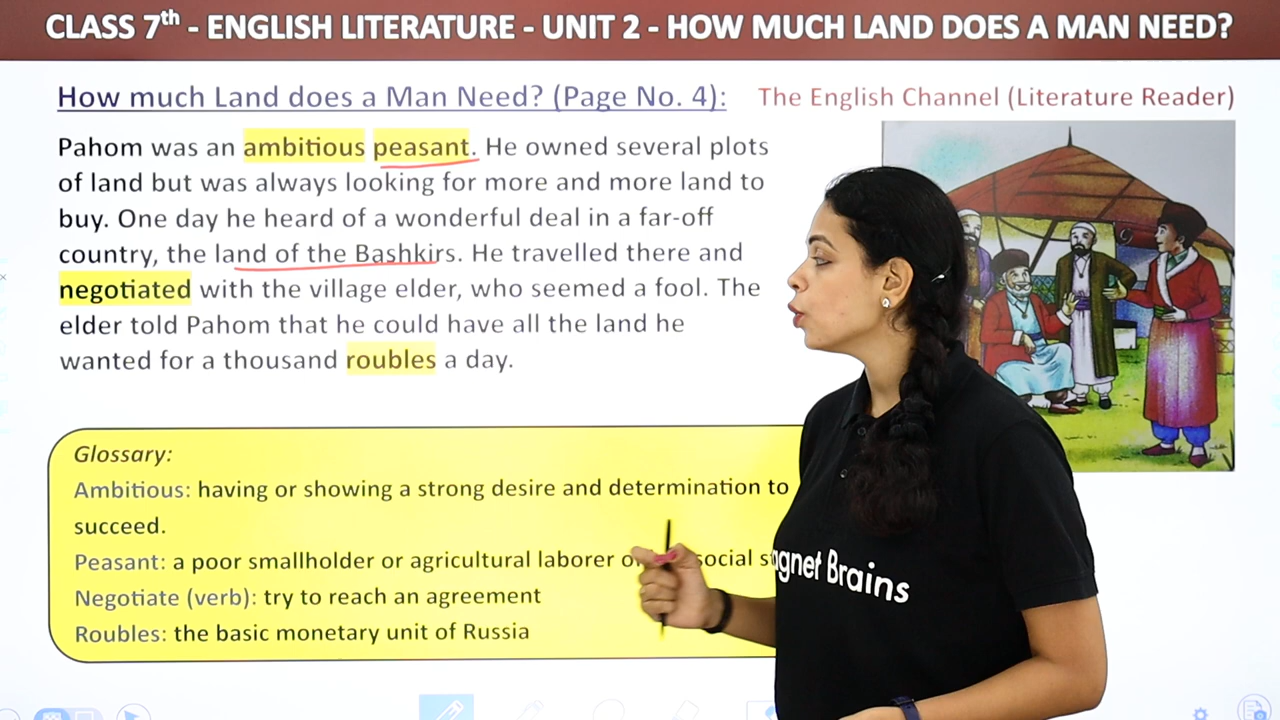 CLASS 7th - ENGLISH LITERATURE - UNIT 2 - HOW MUCH LAND DOES A MAN NEED?
How much Land does a Man Need? (Page No. 4): The English Channel (Literature Reader)
Pahom was an ambitious peasant. He owned several plots
of land but was always looking for more and more land to
buy. One day he heard of a wonderful deal in a far-off
country, the land of the Bashkirs. He travelled there and
negotiated with the village elder, who seemed a fool. The
elder told Pahom that he could have all the land he
wanted for a thousand roubles a day.
Glossary:
Ambitious: having or showing a strong desire and determination to
succeed.
Peasant: a poor smallholder or agricultural laborer social
Negotiate (verb): try to reach an agreement
Roubles: the basic monetary unit of Russia
Brains